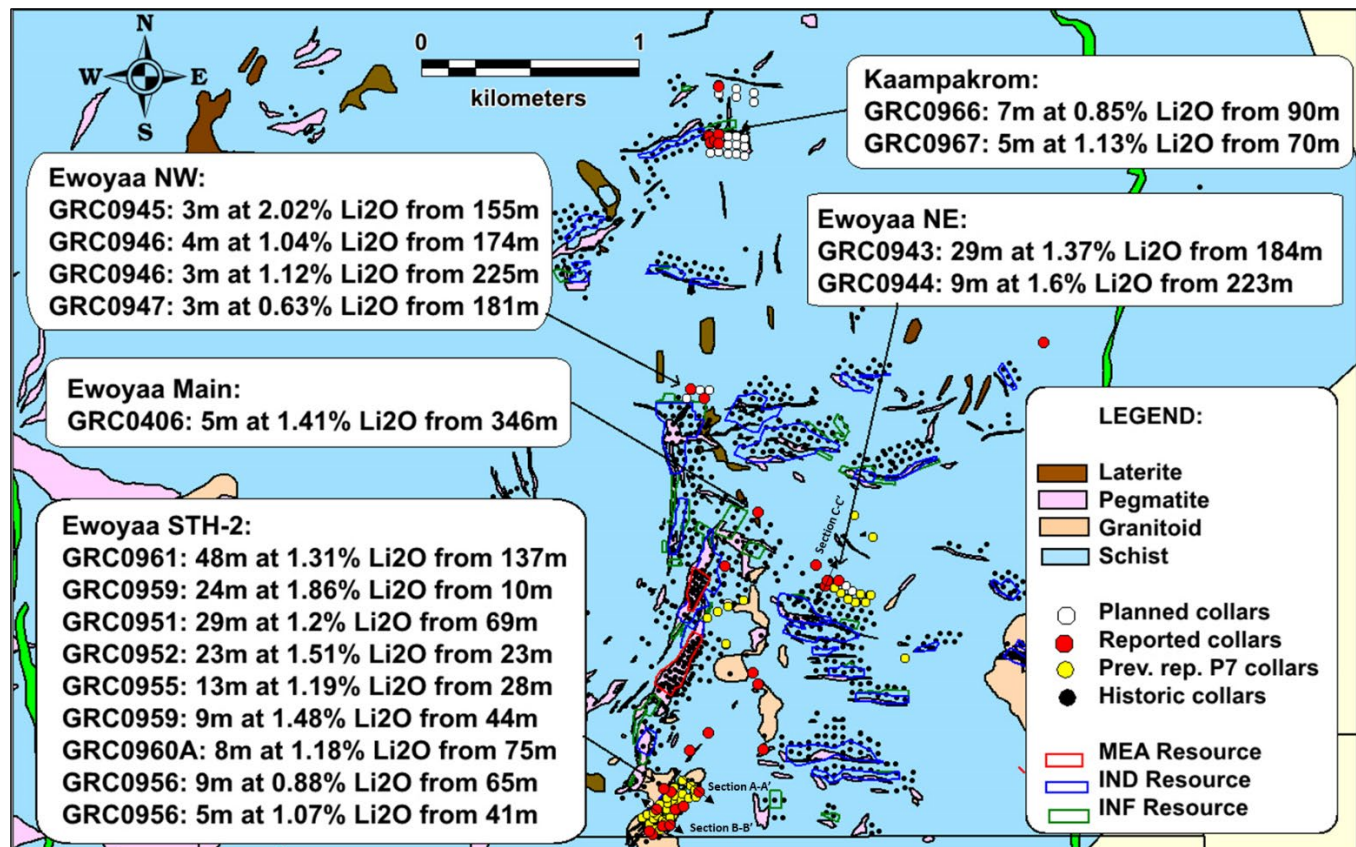 N
W E
S
0 1
kilometers
Kaampakrom:
GRC0966: 7m at 0.85% Li2O from 90m
GRC0967: 5m at 1.13% Li2O from 70m
Ewoyaa NW:
GRC0945: 3m at 2.02% Li2O from 155m
GRC0946: 4m at 1.04% Li2O from 174m
GRC0946: 3m at 1.12% Li2O from 225m
GRC0947: 3m at 0.63% Li2O from 181m
Ewoyaa NE:
GRC0943: 29m at 1.37% Li2O from 184m
GRC0944: 9m at 1.6% Li2O from 223m
Ewoyaa Main:
GRC0406: 5m at 1.41% Li2O from 346m
Ewoyaa STH-2:
GRC0961: 48m at 1.31% Li2O from 137m
GRC0959: 24m at 1.86% Li2O from 10m
GRC0951: 29m at 1.2% Li2O from 69m
GRC0952: 23m at 1.51% Li2O from 23m
GRC0955: 13m at 1.19% Li2O from 28m
GRC0959: 9m at 1.48% Li2O from 44m
GRC0960A: 8m at 1.18% Li2O from 75m
GRC0956: 9m at 0.88% Li2O from 65m
GRC0956: 5m at 1.07% Li2O from 41m
Section C-C'
Section A-A'
Section B-B'
LEGEND:
Laterite
Pegmatite
Granitoid
Schist
Planned collars
Reported collars
Prev. rep. P7 collars
Historic collars
MEA Resource
IND Resource
INF Resource